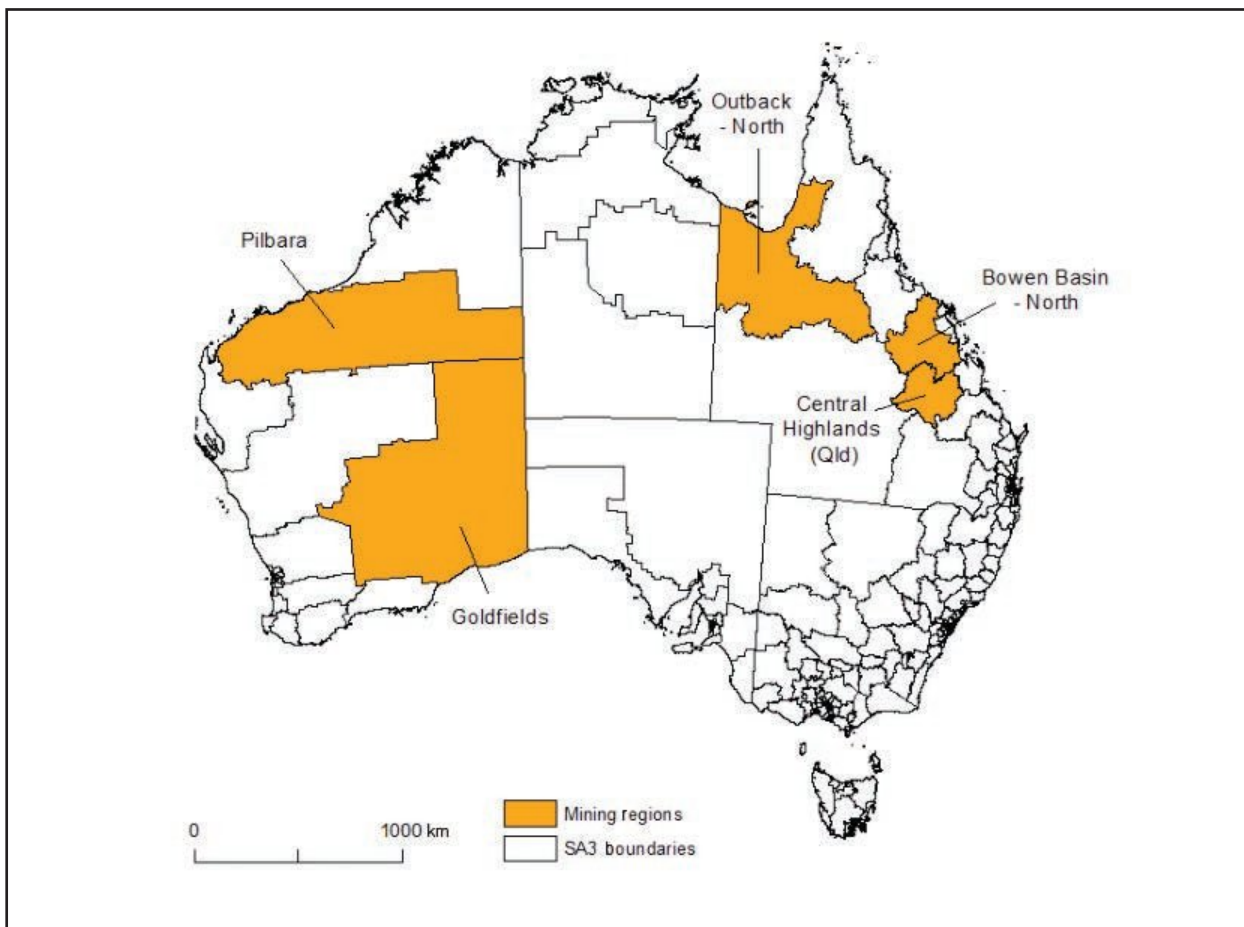 Outback
- North
Pilbara
Bowen Basin
- North
Central
Highlands
(Qld)
Goldfields
0 1000 km
Mining regions
SA3 boundaries